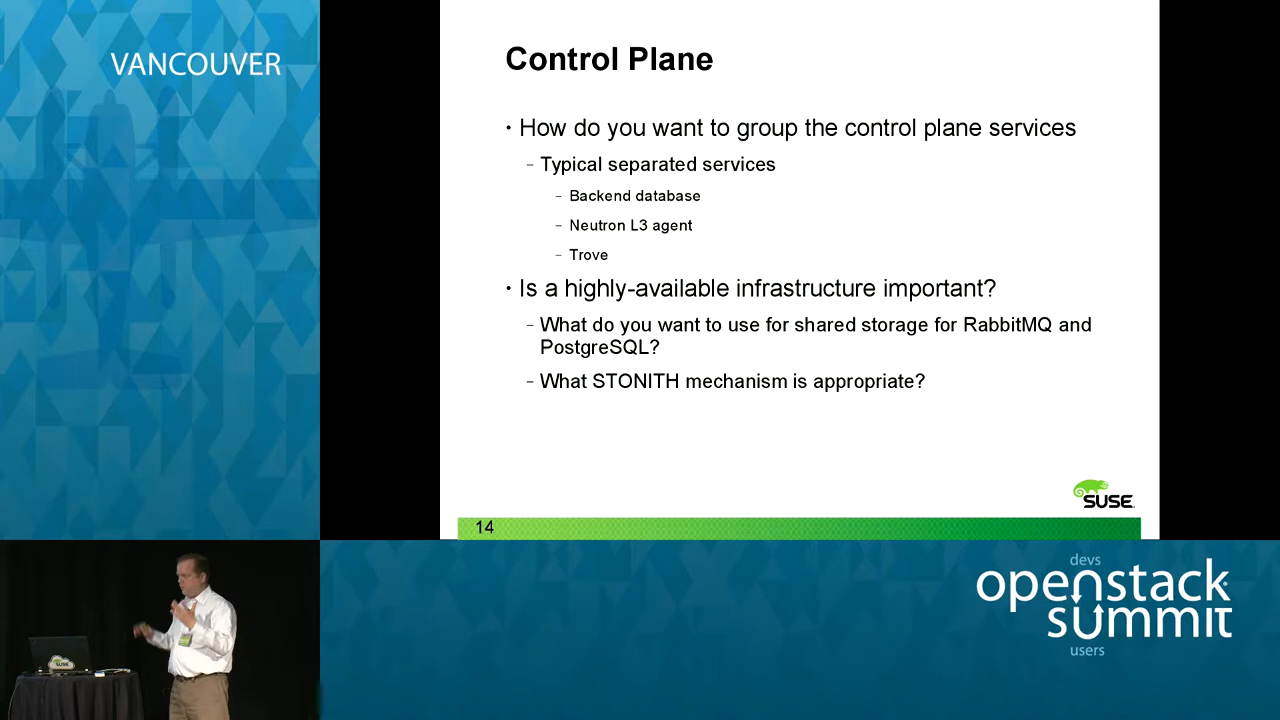 VANCOUVER
Control Plane
• How do you want to group the control plane services
– Typical separated services
– Backend database
– Neutron L3 agent
– Trove
• Is a highly-available infrastructure important?
– What do you want to use for shared storage for RabbitMQ and
PostgreSQL?
– What STONITH mechanism is appropriate?
SUSE
14
SUSE
devs
openstack
summit
users